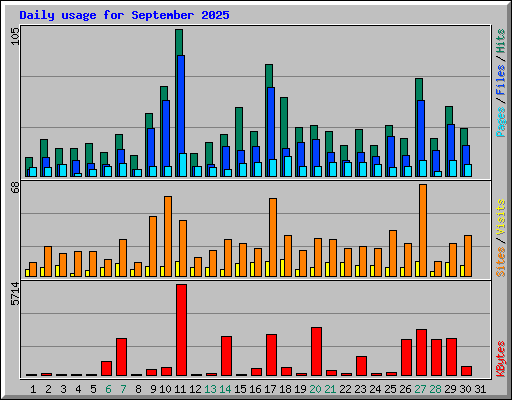 Daily usage for September 2025
105
Pages / Files / Hits
68
Sites / Visits
5714
KBytes
1 2 3 4 5 6 7 8 9 10 11 12 13 14 15 16 17 18 19 20 21 22 23 24 25 26 27 28 29 30 31